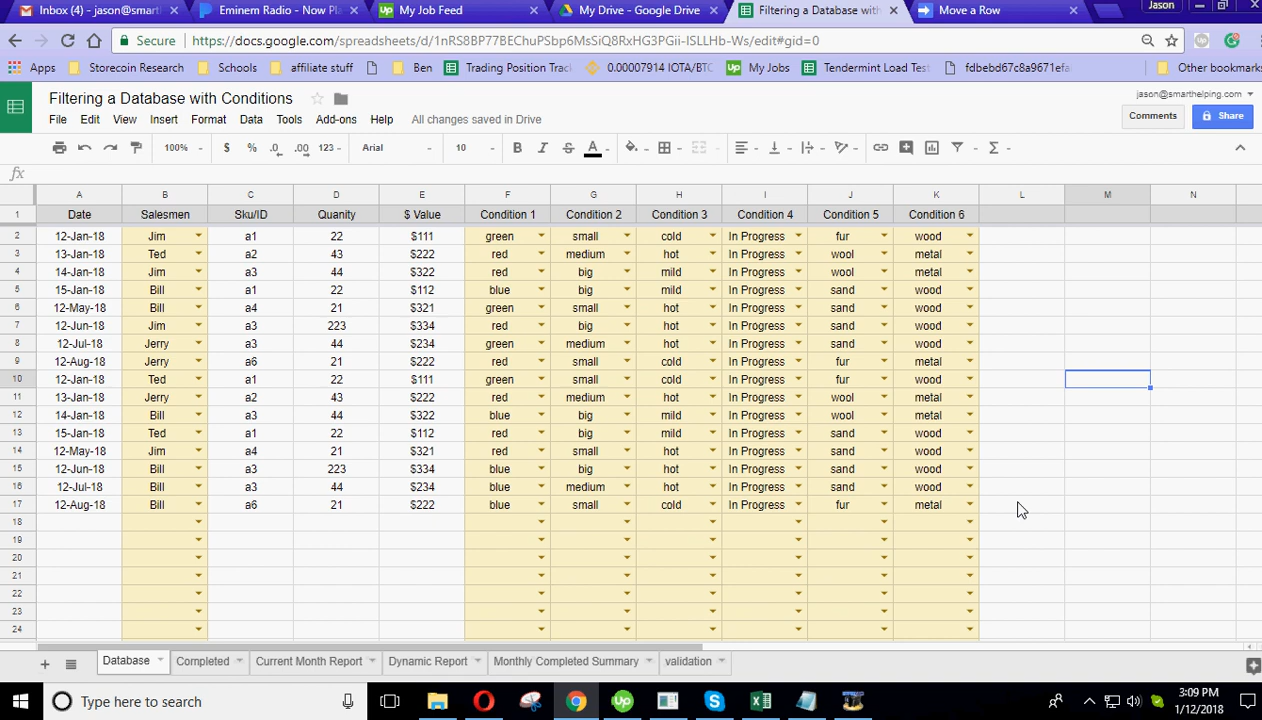 Inbox (4) - jason@smart
Eminem Radio - Now Pla
My Job Feed
My Drive - Google Drive
Filtering a Database with
Move a Row
Jason
Secure
https://docs.google.com/spreadsheets/d/1nRS8BP77BEChuPSbp6MsSiQ8RxHG3PGii-ISLLHb-Ws/edit#gid=0
Apps Storecoin Research Schools affiliate stuff Ben Trading Position Trac 0.00007914 IOTA/BTC My Jobs Tendermint Load Test fdbebd67c8a9671efa Other bookmarks
Filtering a Database with Conditions
jason@smarthelping.com
File Edit View Insert Format Data Tools Add-ons Help All changes saved in Drive
Comments
Share
100% $ % .0 .00 123 Arial 10 B I S A Σ
fx
A B C D E F G H I J K L M N
1 Date Salesmen Sku/ID Quanity $ Value Condition 1 Condition 2 Condition 3 Condition 4 Condition 5 Condition 6
2 12-Jan-18 Jim a1 22 $111 green small cold In Progress fur wood
3 13-Jan-18 Ted a2 43 $222 red medium hot In Progress wool metal
4 14-Jan-18 Jim a3 44 $322 red big mild In Progress wool metal
5 15-Jan-18 Bill a1 22 $112 blue big mild In Progress sand wood
6 12-May-18 Bill a4 21 $321 green small hot In Progress sand metal
7 12-Jun-18 Jim a3 223 $334 red big hot In Progress sand wood
8 12-Jul-18 Jerry a3 44 $234 green medium hot In Progress sand wood
9 12-Aug-18 Jerry a6 21 $222 red small cold In Progress fur metal
10 12-Jan-18 Ted a1 22 $111 green small cold In Progress fur wood
11 13-Jan-18 Jerry a2 43 $222 red medium hot In Progress wool metal
12 14-Jan-18 Bill a3 44 $322 blue big mild In Progress wool metal
13 15-Jan-18 Ted a1 22 $112 red big mild In Progress sand wood
14 12-May-18 Jim a4 21 $321 red small hot In Progress sand metal
15 12-Jun-18 Bill a3 223 $334 blue big hot In Progress sand wood
16 12-Jul-18 Bill a3 44 $234 blue medium hot In Progress sand wood
17 12-Aug-18 Bill a6 21 $222 blue small cold In Progress fur metal
18
19
20
21
22
23
24
Database Completed Current Month Report Dynamic Report Monthly Completed Summary validation
Type here to search
3:09 PM
1/12/2018